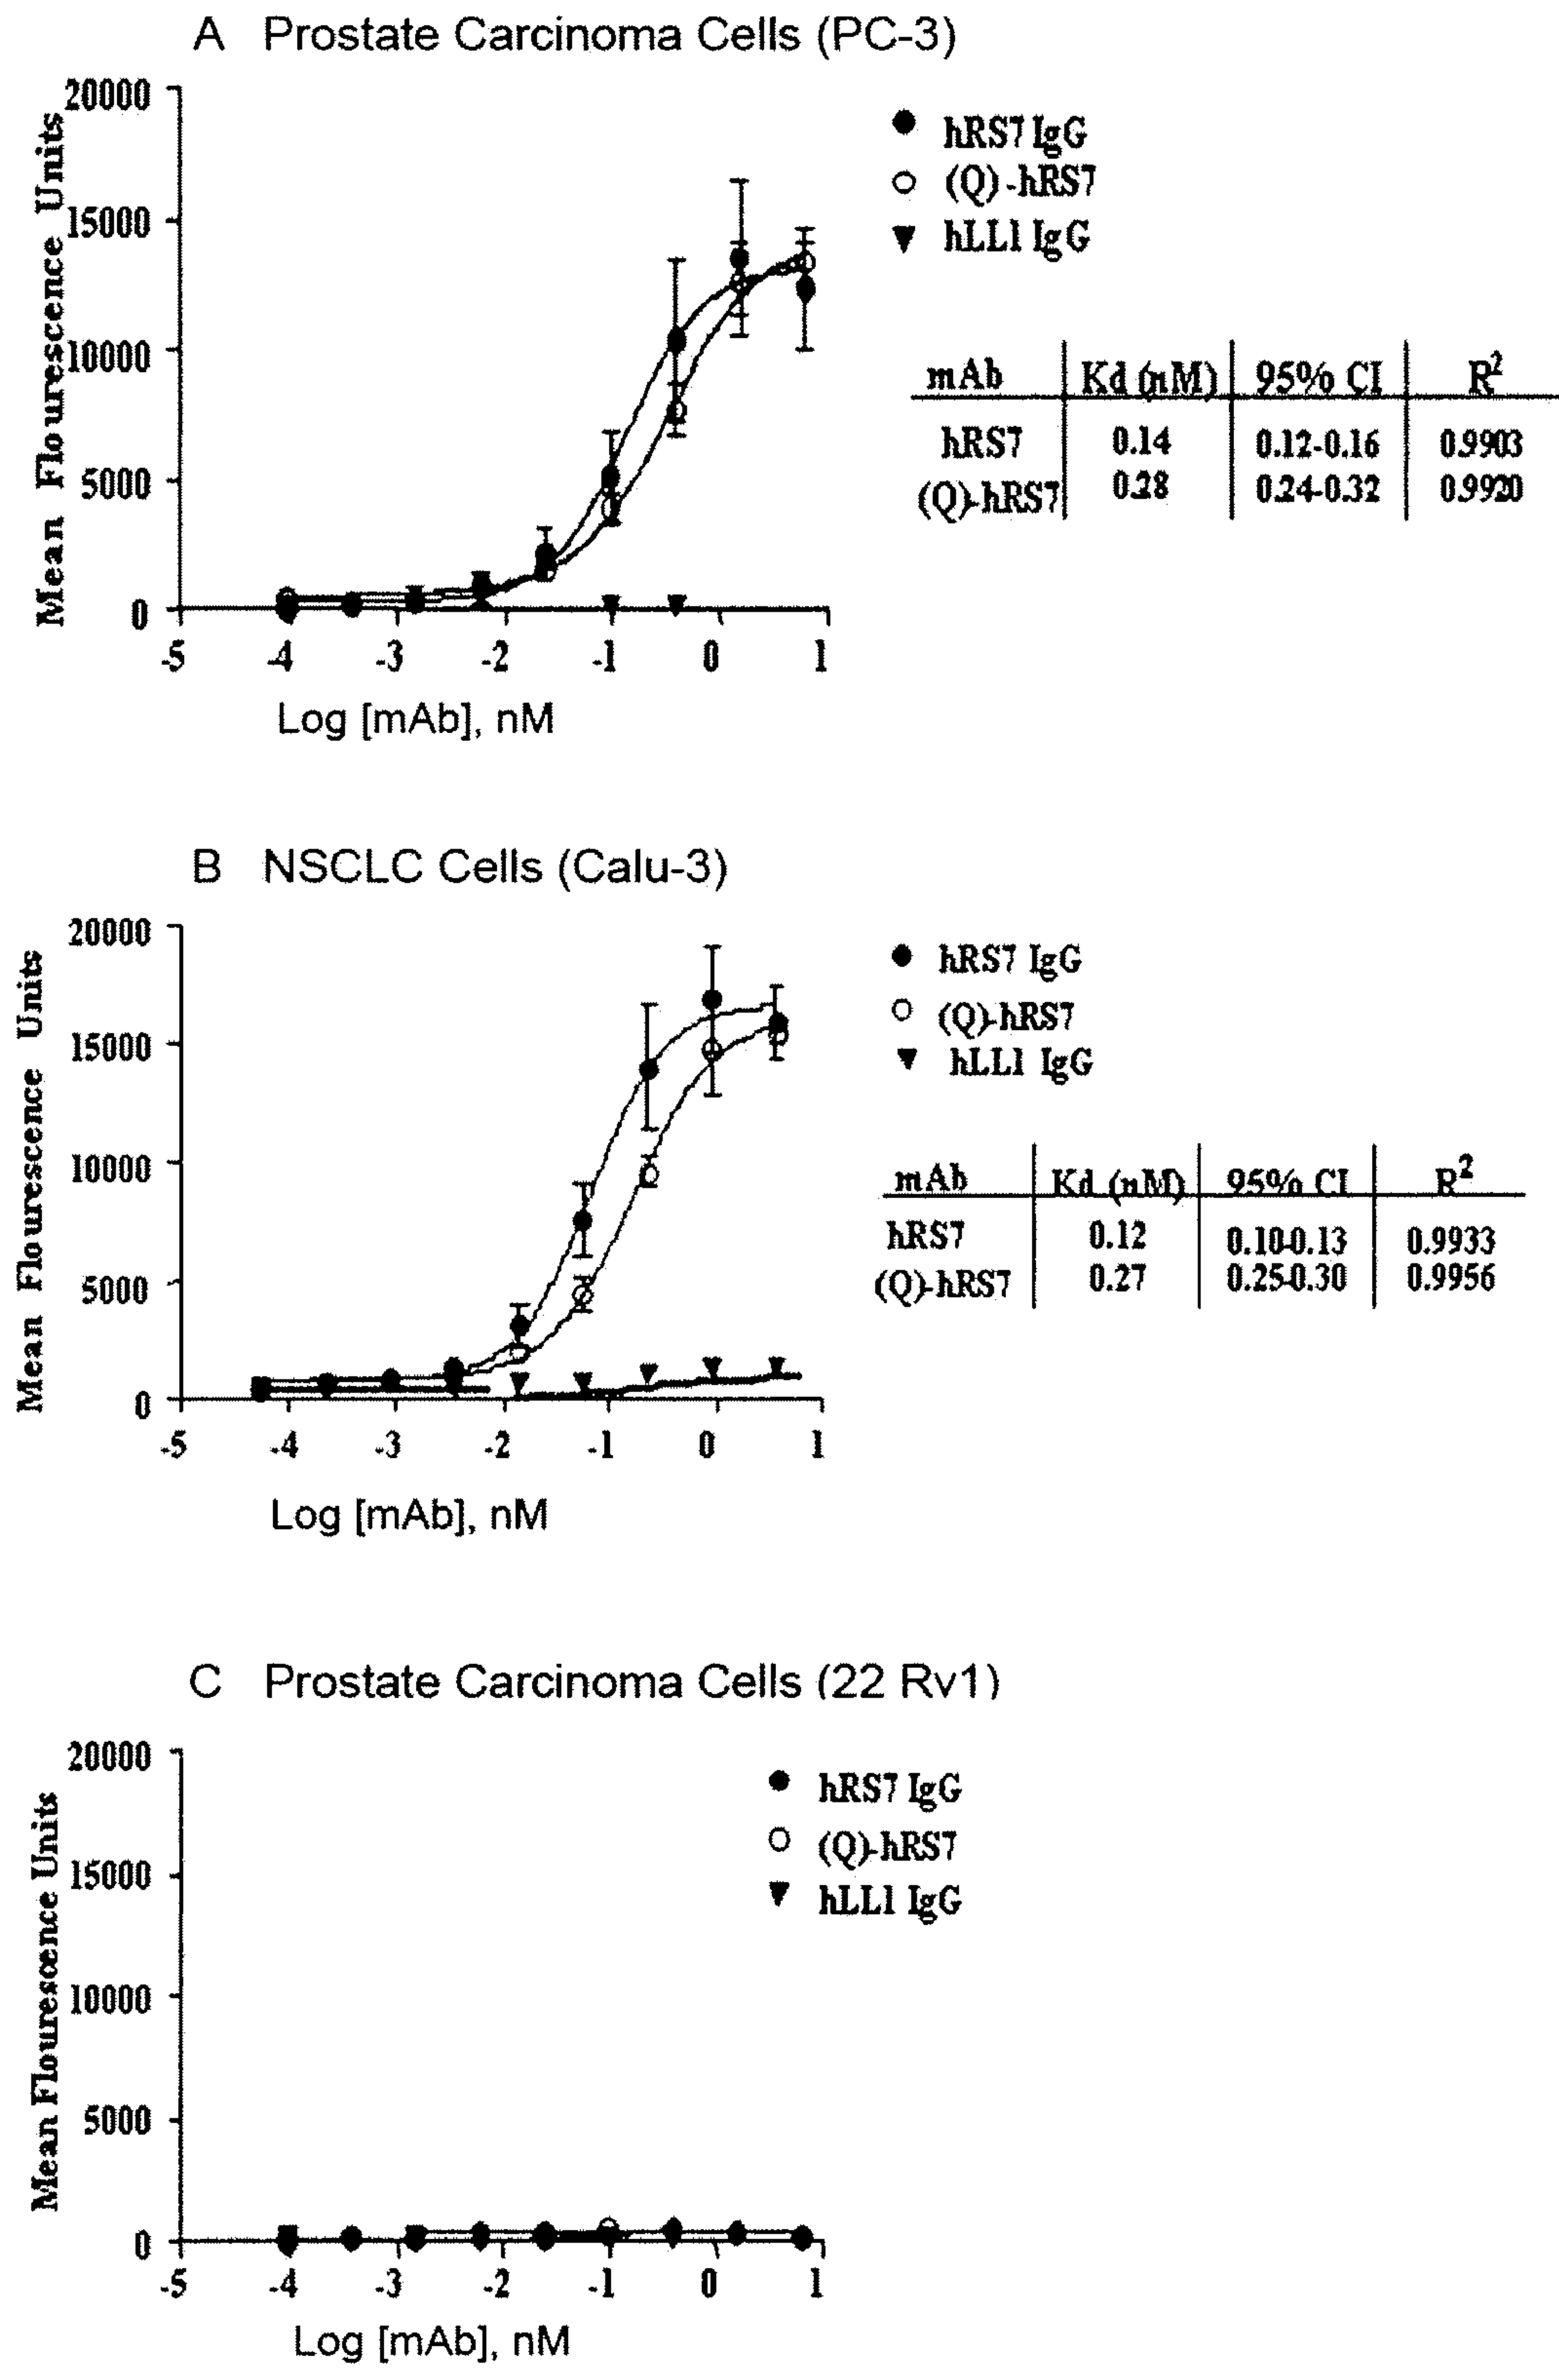 A Prostate Carcinoma Cells (PC-3)
20000
15000
10000
5000
0
Mean Flourescence Units
-5 -4 -3 -2 -1 0 1
Log [mAb], nM
hRS7 IgG
(Q)-hRS7
hLL1 IgG
mAb Kd (nM) 95% CI R2
hRS7 0.14 0.12-0.16 0.9903
(Q)-hRS7 0.28 0.24-0.32 0.9920
B NSCLC Cells (Calu-3)
20000
15000
10000
5000
0
Mean Flourescence Units
-5 -4 -3 -2 -1 0 1
Log [mAb], nM
hRS7 IgG
(Q)-hRS7
hLL1 IgG
mAb Kd (nM) 95% CI R2
hRS7 0.12 0.10-0.13 0.9933
(Q)-hRS7 0.27 0.25-0.30 0.9956
C Prostate Carcinoma Cells (22 Rv1)
20000
15000
10000
5000
0
Mean Flourescence Units
-5 -4 -3 -2 -1 0 1
Log [mAb], nM
hRS7 IgG
(Q)-hRS7
hLL1 IgG